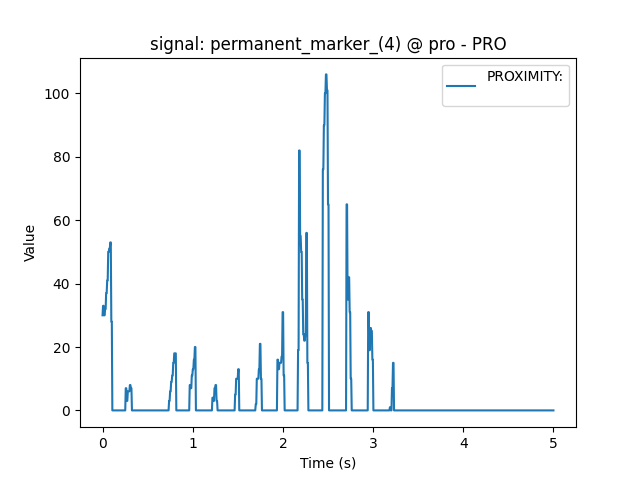 signal: permanent_marker_(4) @ pro - PRO
PROXIMITY:
100
80
60
40
20
0
Value
0 1 2 3 4 5
Time (s)